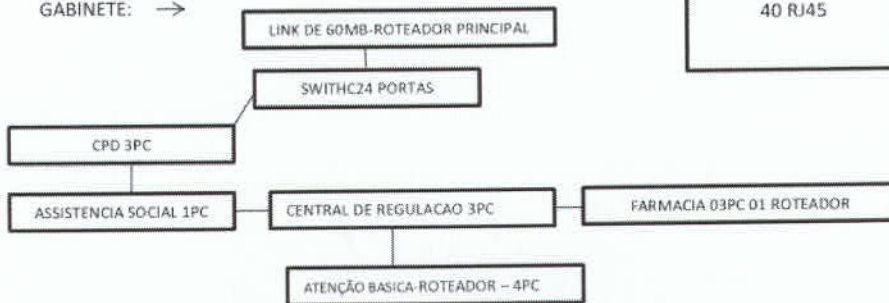 GABINETE: →
40 RJ45
LINK DE 60MB-ROTEADOR PRINCIPAL
SWITHC24 PORTAS
CPD 3PC
ASSISTENCIA SOCIAL 1PC
CENTRAL DE REGULACAO 3PC
FARMACIA 03PC 01 ROTEADOR
ATENÇÃO BASICA-ROTEADOR – 4PC